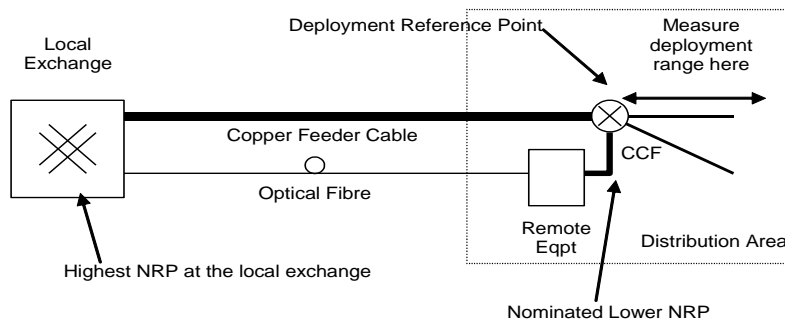 Deployment Reference Point
Measure
deployment
range here
Local
Exchange
Copper Feeder Cable
CCF
Optical Fibre
Remote
Eqpt
Distribution Area
Highest NRP at the local exchange
Nominated Lower NRP